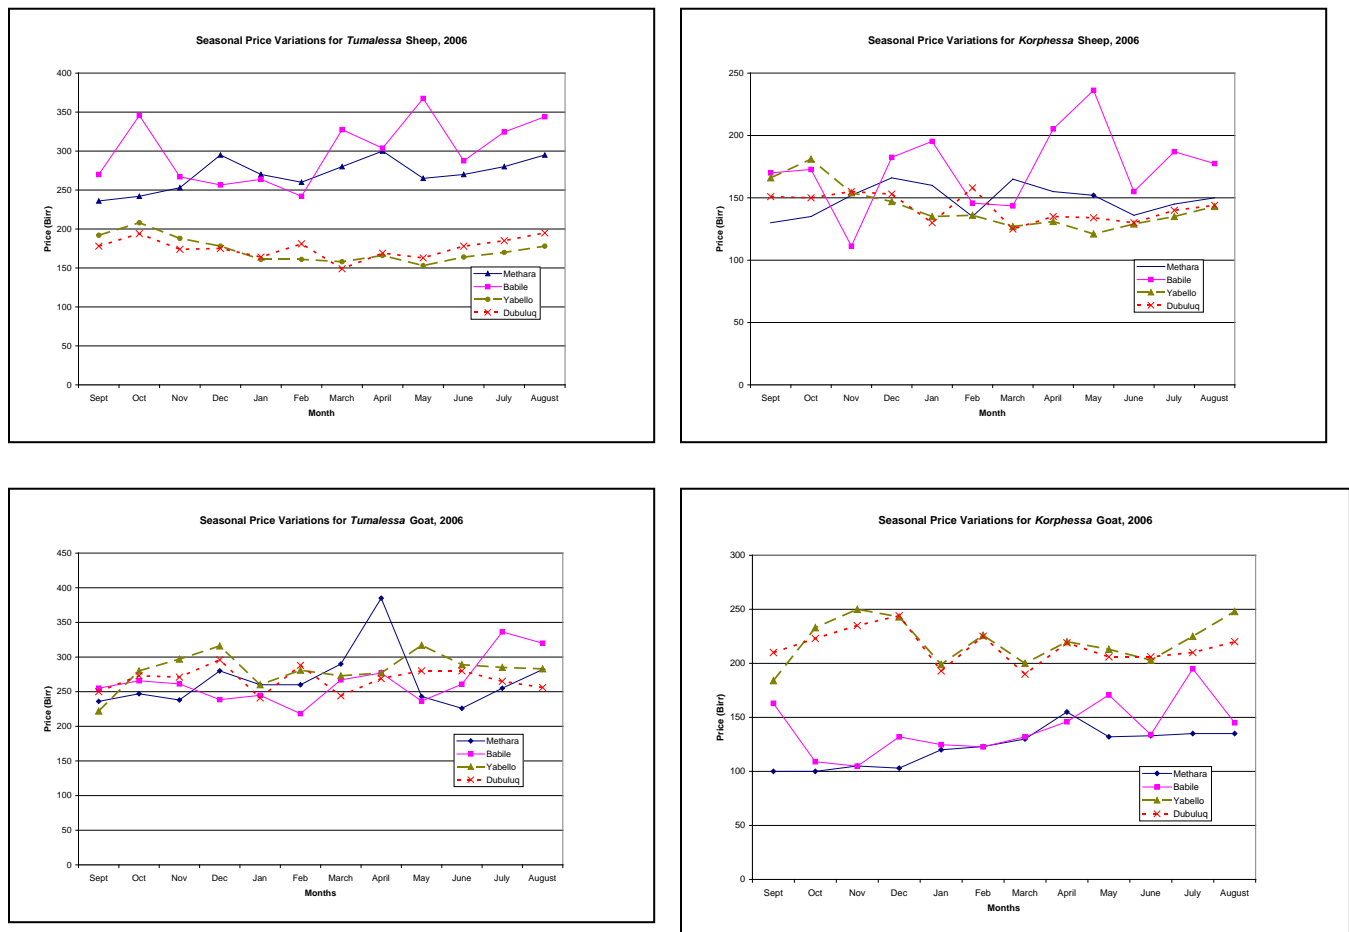 Seasonal Price Variations for Tumalessa Sheep, 2006
400
350
300
250
200
150
100
50
0
Price (Birr)
Sept Oct Nov Dec Jan Feb March April May June July August
Month
Methara
Babile
Yabello
Dubuluq
Seasonal Price Variations for Korphessa Sheep, 2006
250
200
150
100
50
0
Price (Birr)
Sept Oct Nov Dec Jan Feb March April May June July August
Month
Methara
Babile
Yabello
Dubuluq
Seasonal Price Variations for Tumalessa Goat, 2006
450
400
350
300
250
200
150
100
50
0
Price (Birr)
Sept Oct Nov Dec Jan Feb March April May June July August
Months
Methara
Babile
Yabello
Dubuluq
Seasonal Price Variations for Korphessa Goat, 2006
300
250
200
150
100
50
0
Price (Birr)
Sept Oct Nov Dec Jan Feb March April May June July August
Months
Methara
Babile
Yabello
Dubuluq